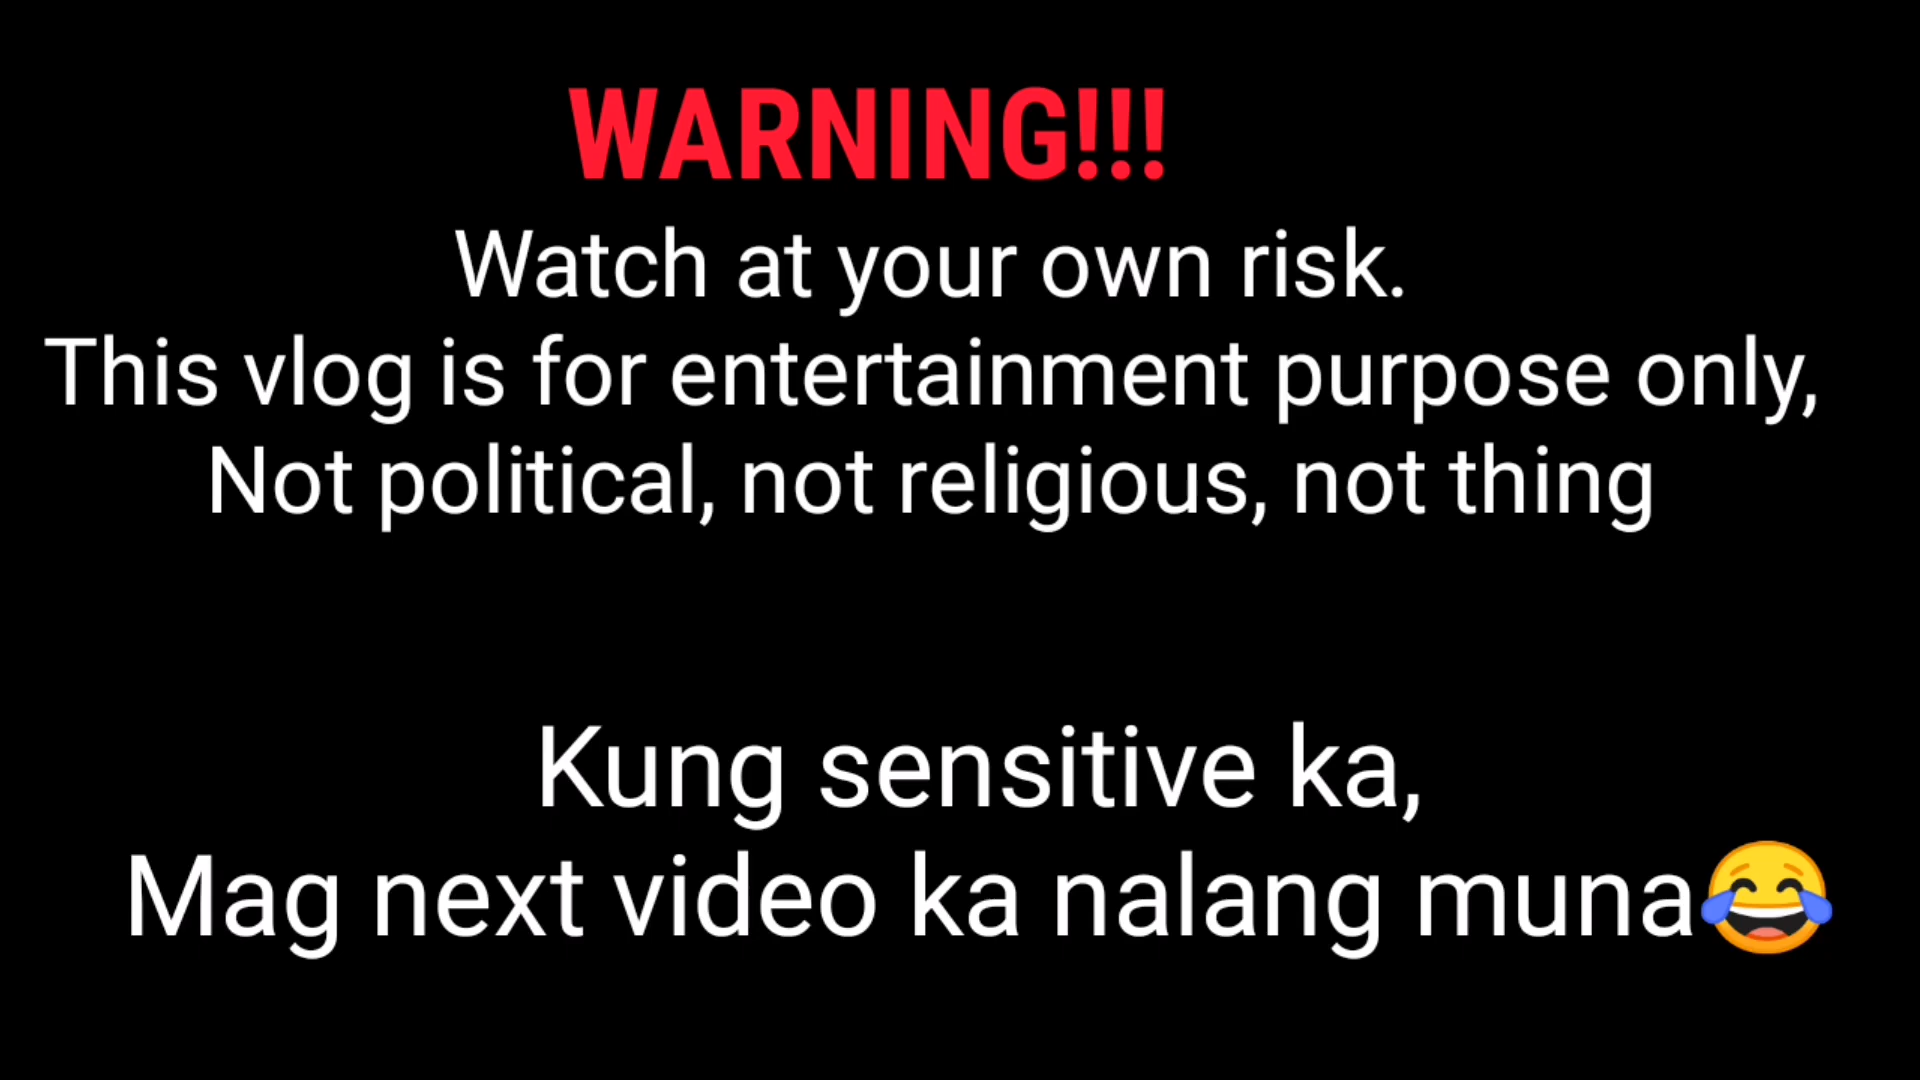 WARNING!!!
Watch at your own risk.
This vlog is for entertainment purpose only,
Not political, not religious, not thing
Kung sensitive ka,
Mag next video ka nalang muna😂